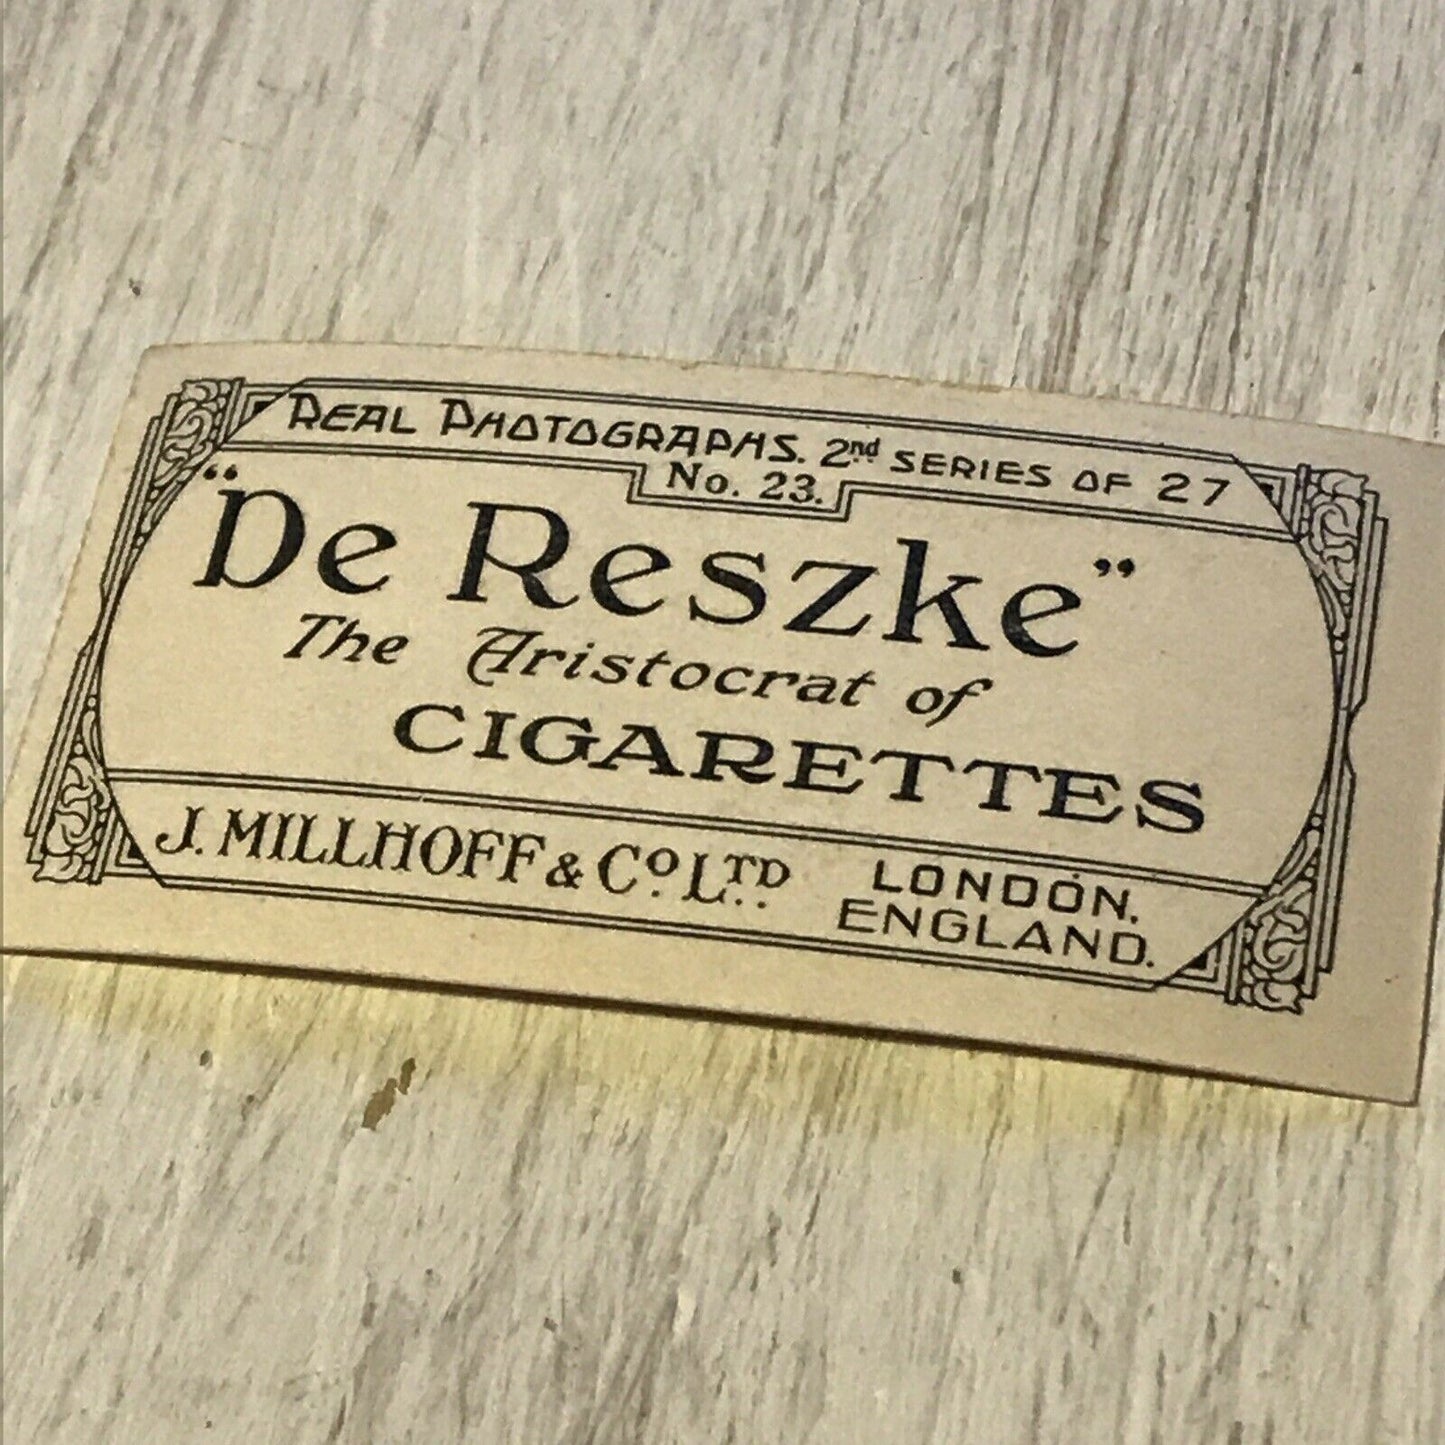 REAL PHOTOGRAPHS. 2nd SERIES OF 27
No. 23.
"De Reszke"
The Aristocrat of
CIGARETTES
J. MILLHOFF & Co. LTD.
LONDON.
ENGLAND.